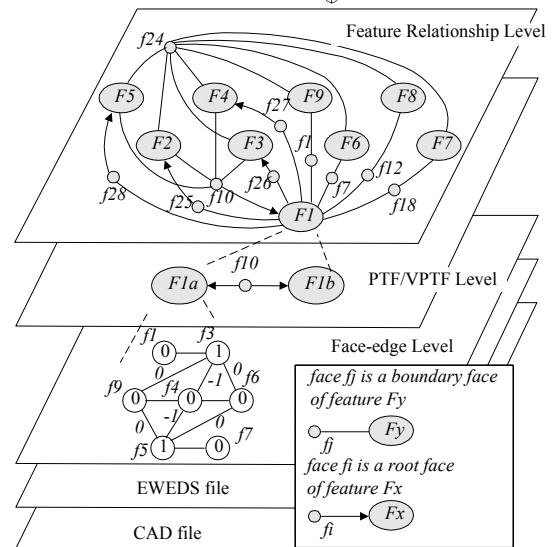 Feature Relationship Level
f24
F5
F4
F9
F8
f27
F2
F3
f1
F6
F7
f12
f28
f25
f10
f26
f7
f18
F1
PTF/VPTF Level
f10
F1a
F1b
Face-edge Level
f1
f3
0
1
0
-1
0
f9
f4
f6
0
0
0
0
-1
0
f5
f7
1
0
face fj is a boundary face
of feature Fy
Fy
fj
face fi is a root face
of feature Fx
Fx
fi
EWEDS file
CAD file